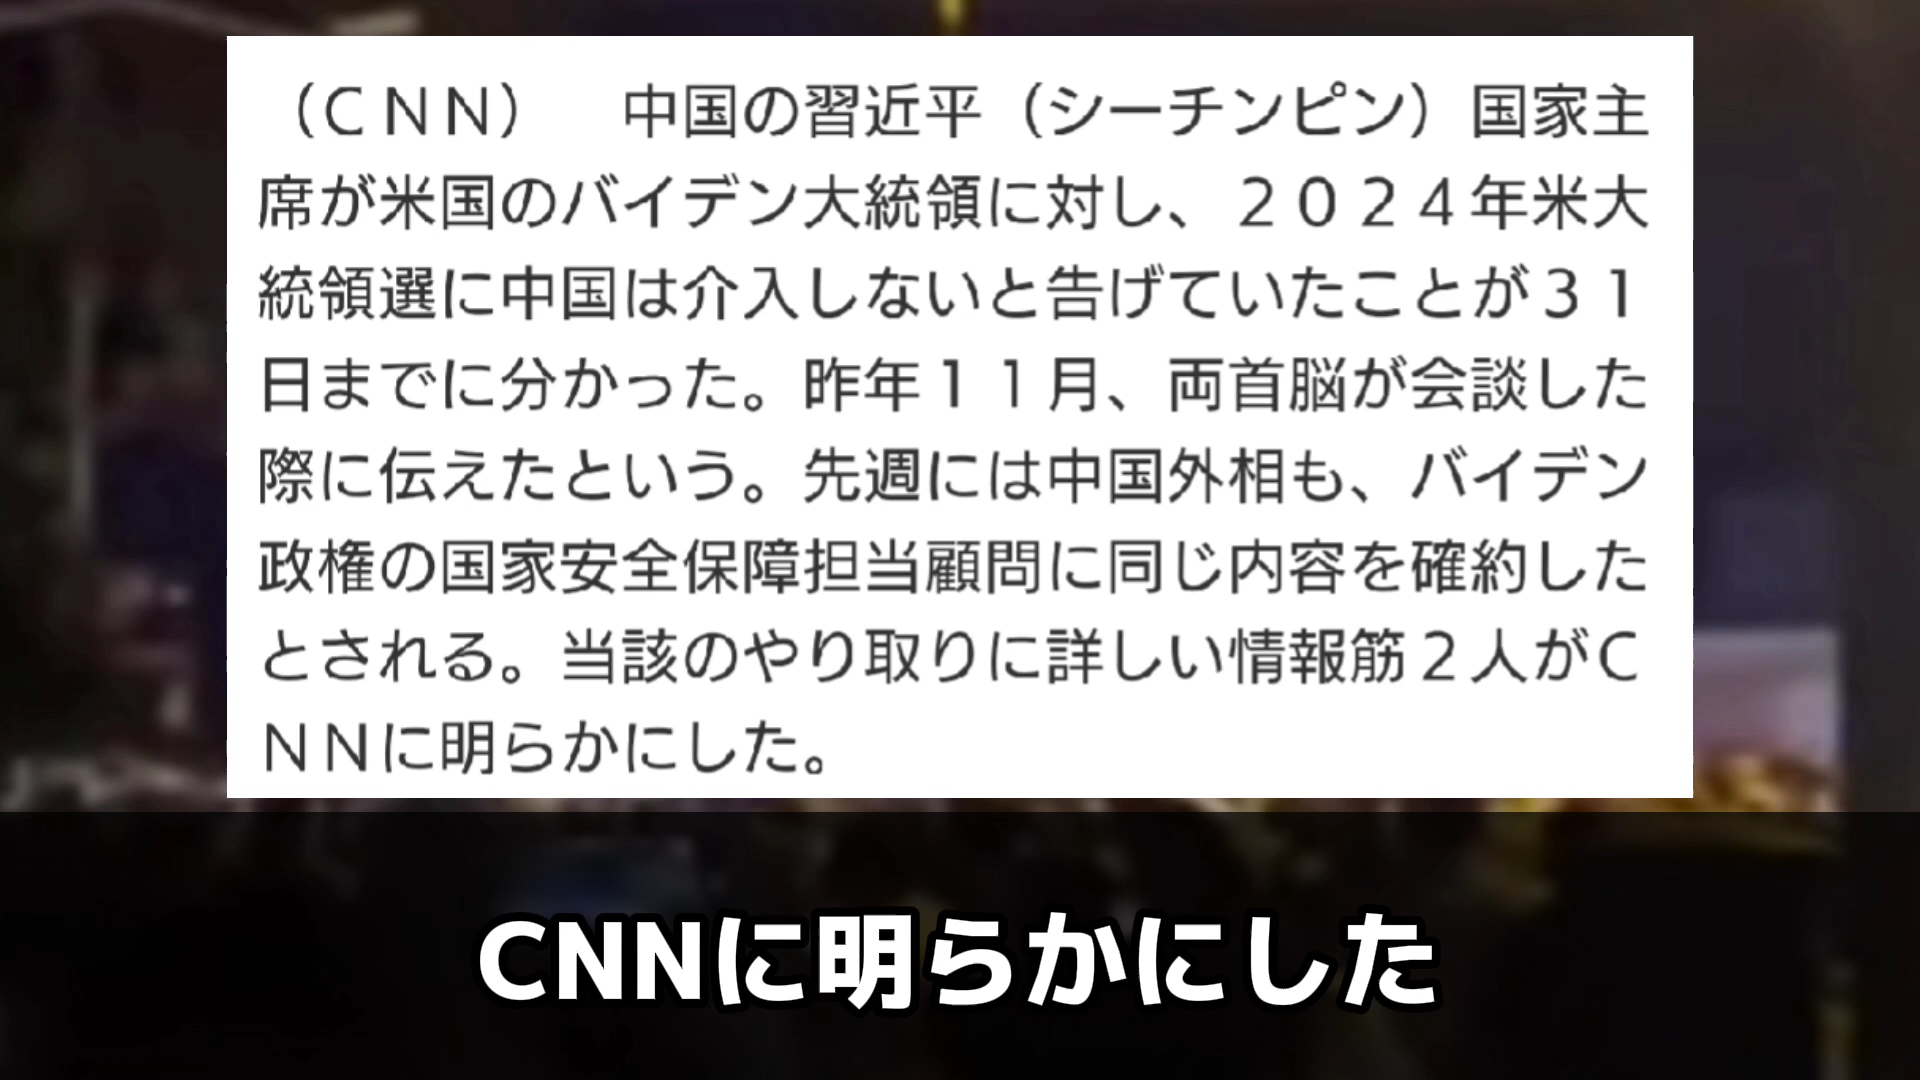 （ＣＮＮ）　中国の習近平（シーチンピン）国家主
席が米国のバイデン大統領に対し、２０２４年米大
統領選に中国は介入しないと告げていたことが３１
日までに分かった。昨年１１月、両首脳が会談した
際に伝えたという。先週には中国外相も、バイデン
政権の国家安全保障担当顧問に同じ内容を確約した
とされる。当該のやり取りに詳しい情報筋２人がＣ
ＮＮに明らかにした。
CNNに明らかにした